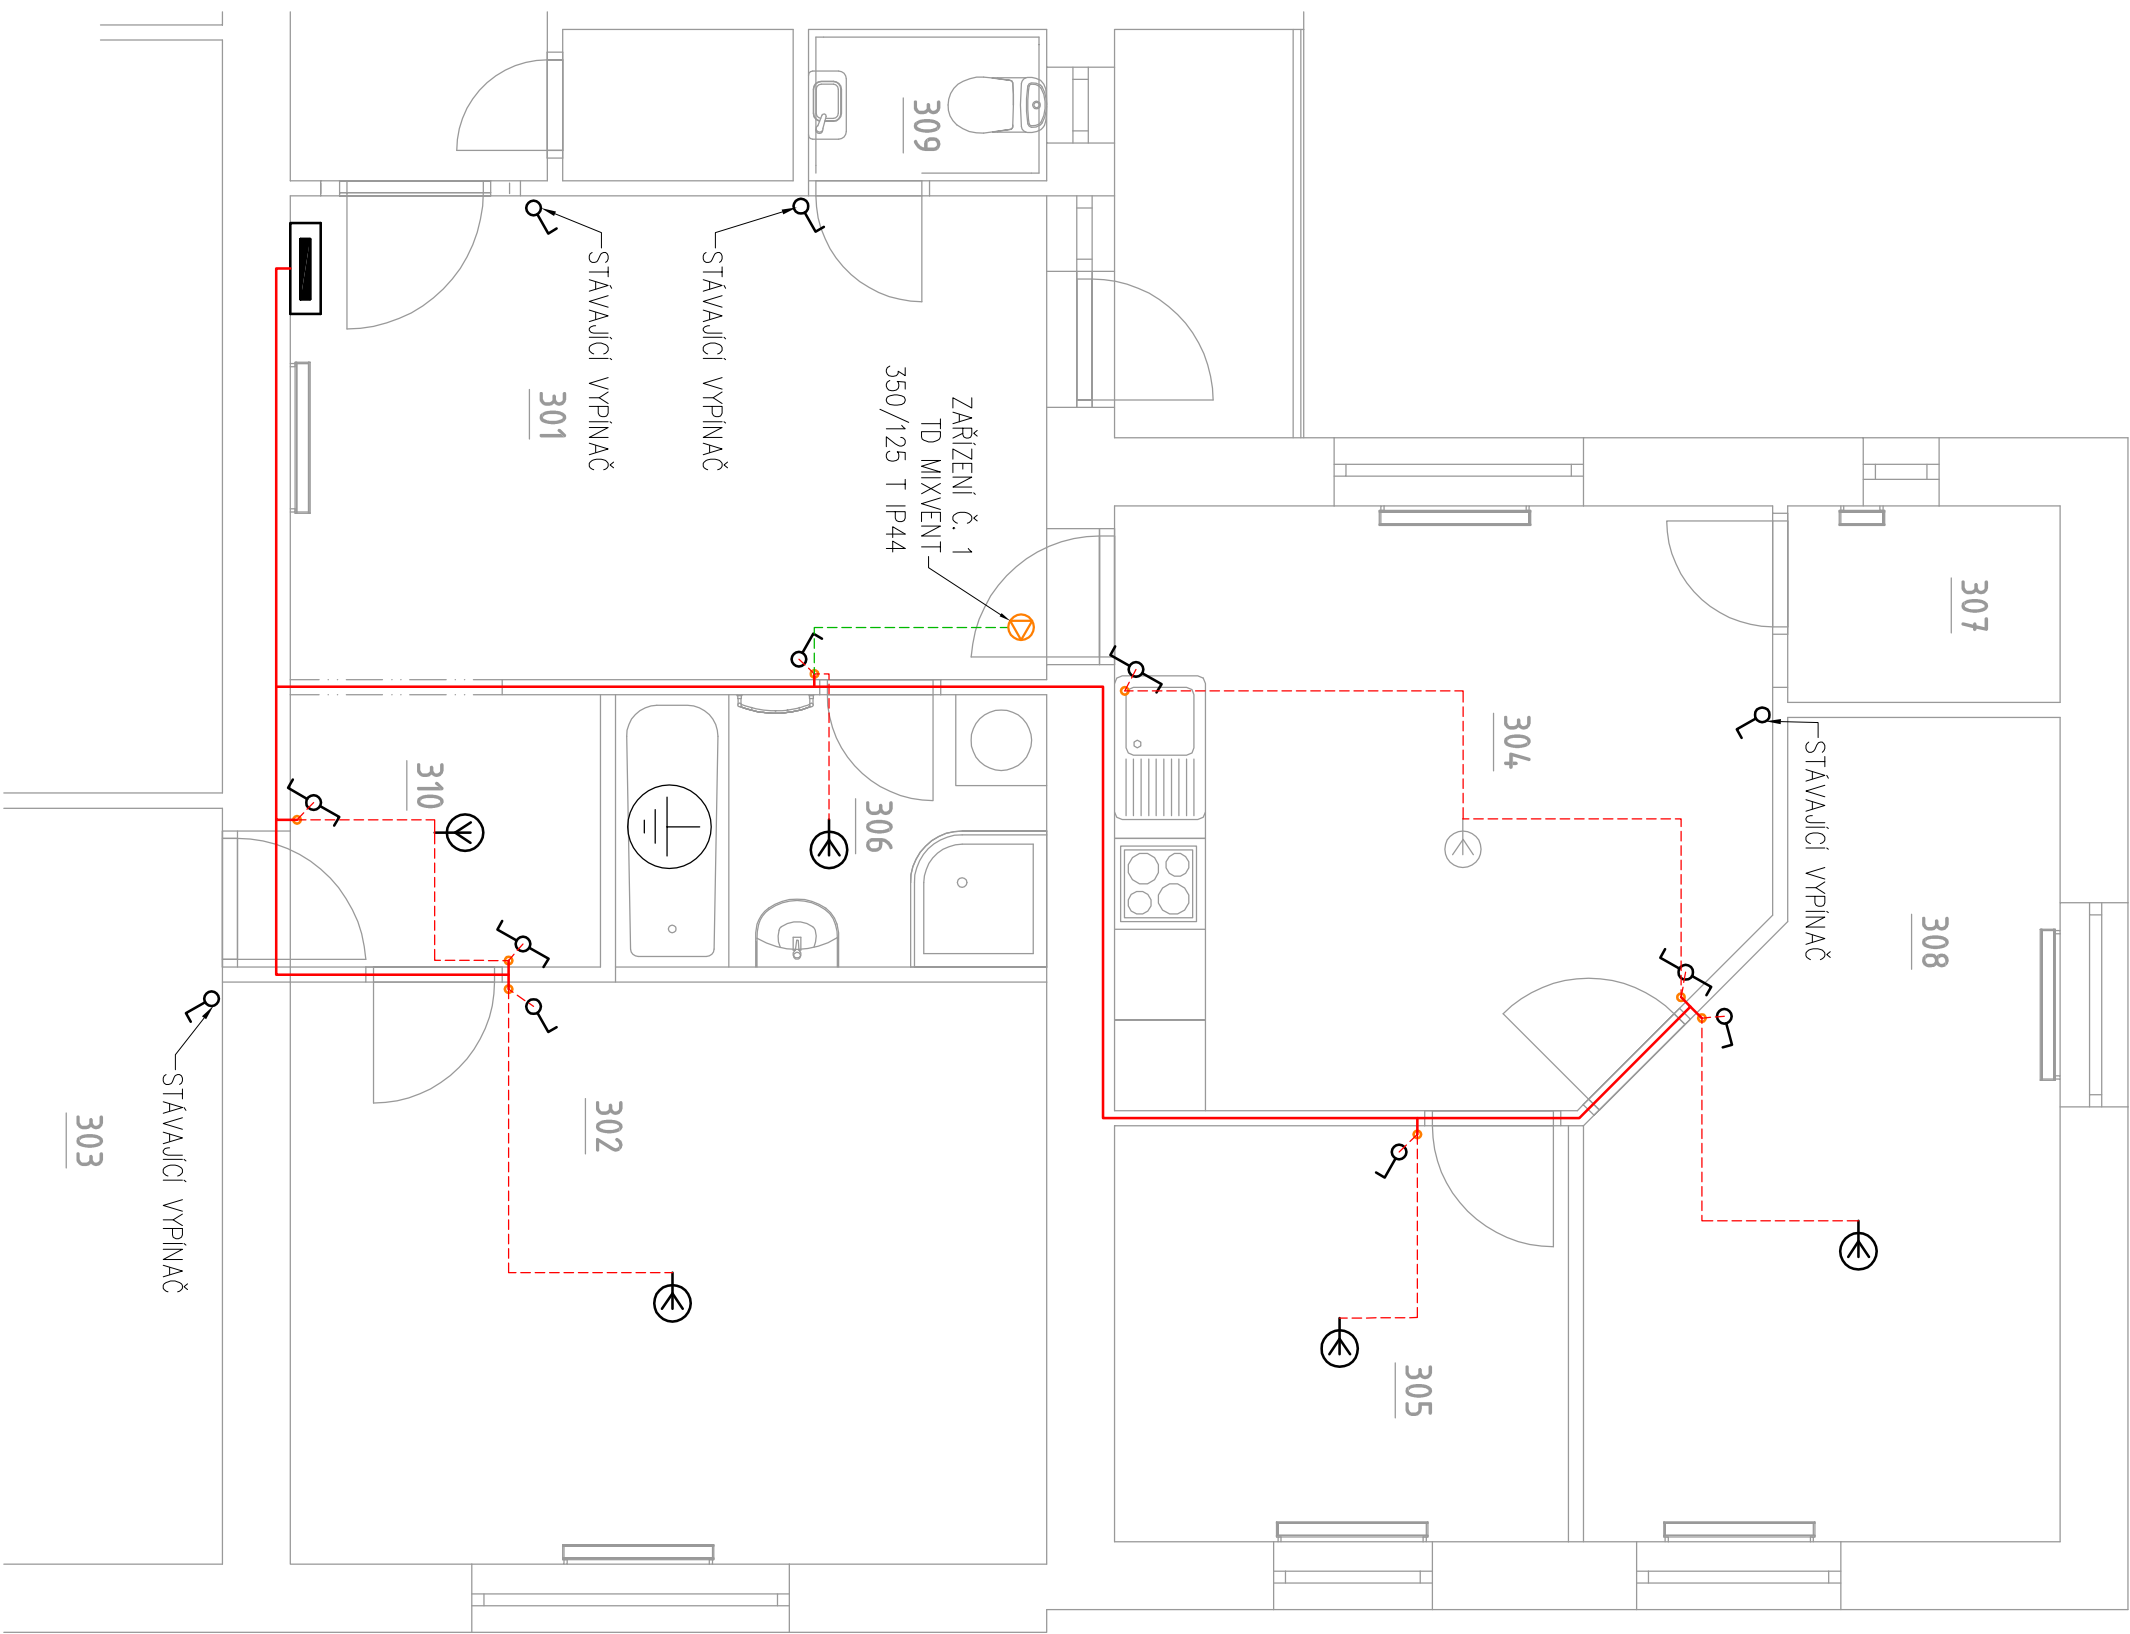 309
STÁVAJÍCÍ VYPÍNAČ
STÁVAJÍCÍ VYPÍNAČ
301
ZAŘÍZENÍ Č. 1
TD MIXVENT
350/125 T IP44
307
304
STÁVAJÍCÍ VYPÍNAČ
308
310
306
302
303
STÁVAJÍCÍ VYPÍNAČ
305